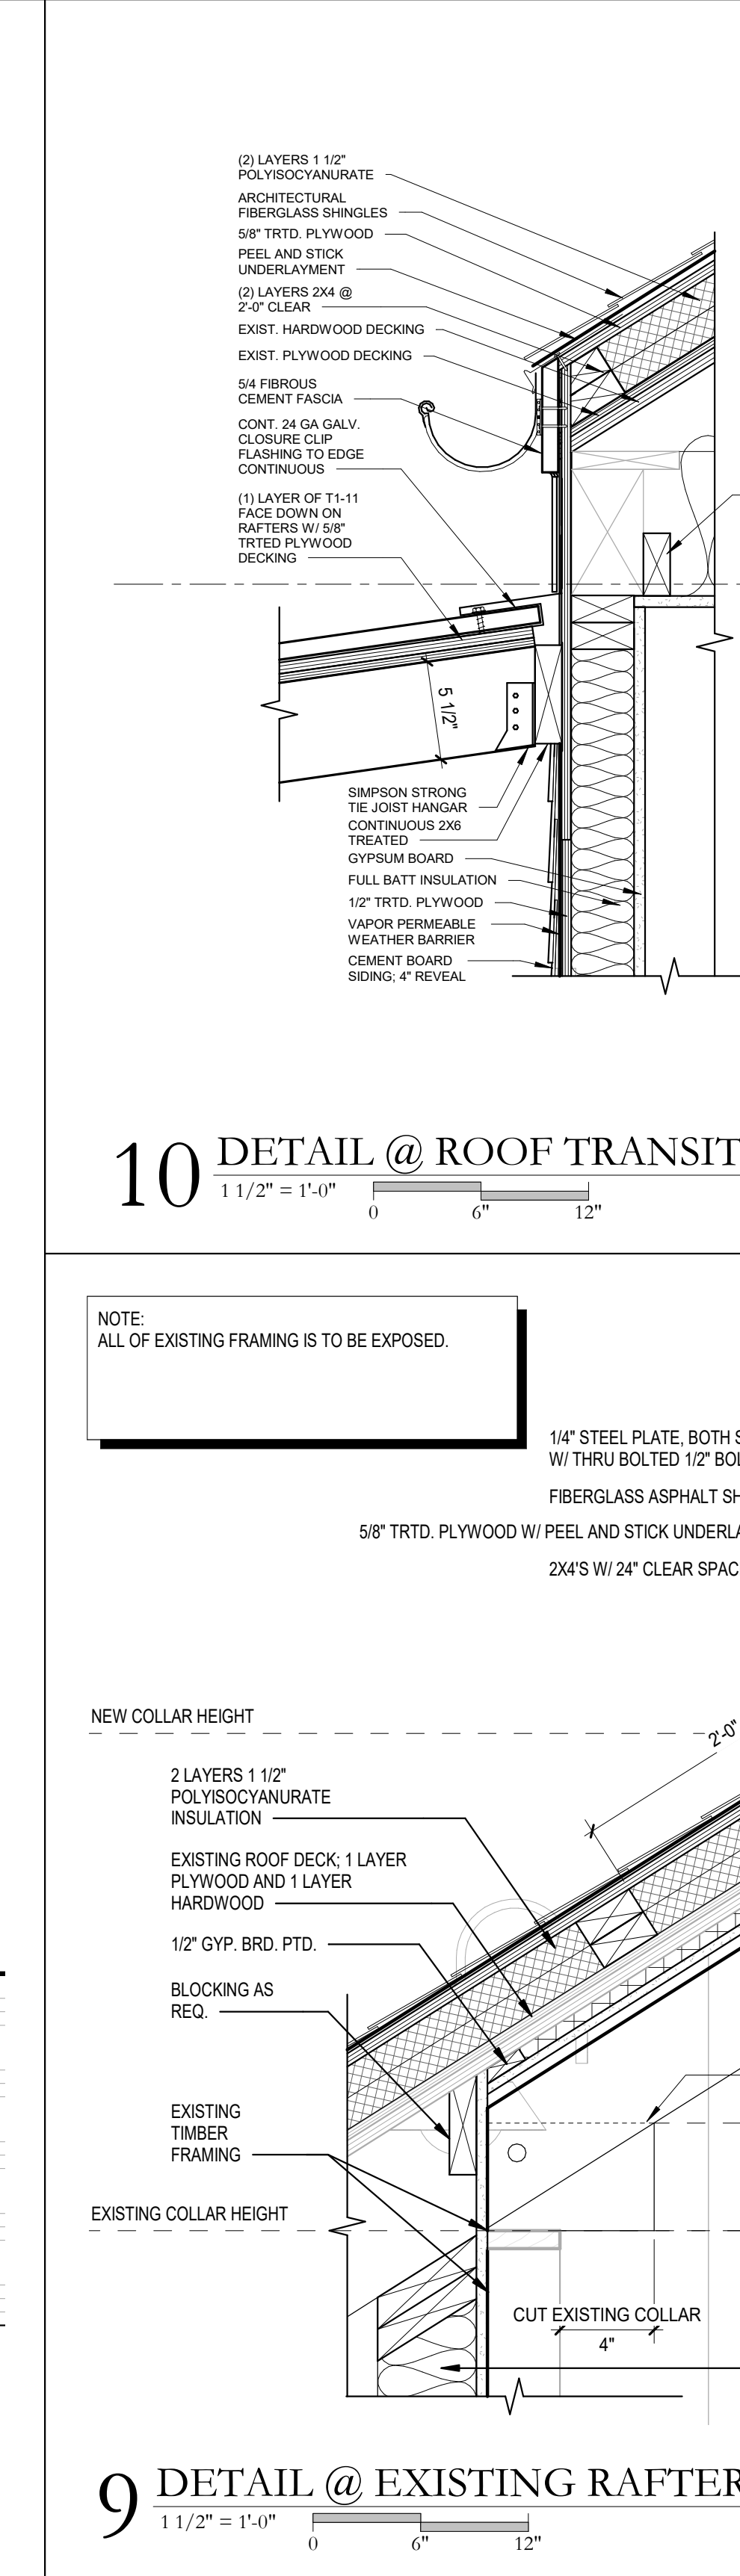 (2) LAYERS 1 1/2"
POLYISOCYANURATE
ARCHITECTURAL
FIBERGLASS SHINGLES
5/8" TRTD. PLYWOOD
PEEL AND STICK
UNDERLAYMENT
(2) LAYERS 2X4 @
2'-0" CLEAR
EXIST. HARDWOOD DECKING
EXIST. PLYWOOD DECKING
5/4 FIBROUS
CEMENT FASCIA
CONT. 24 GA GALV.
CLOSURE CLIP
FLASHING TO EDGE
CONTINUOUS
(1) LAYER OF T1-11
FACE DOWN ON
RAFTERS W/ 5/8"
TRTED PLYWOOD
DECKING
5 1/2"
SIMPSON STRONG
TIE JOIST HANGAR
CONTINUOUS 2X6
TREATED
GYPSUM BOARD
FULL BATT INSULATION
1/2" TRTD. PLYWOOD
VAPOR PERMEABLE
WEATHER BARRIER
CEMENT BOARD
SIDING; 4" REVEAL
10 DETAIL @ ROOF TRANSIT
1 1/2" = 1'-0"
0 6" 12"
NOTE:
ALL OF EXISTING FRAMING IS TO BE EXPOSED.
1/4" STEEL PLATE, BOTH S
W/ THRU BOLTED 1/2" BOL
FIBERGLASS ASPHALT SH
5/8" TRTD. PLYWOOD W/ PEEL AND STICK UNDERLA
2X4'S W/ 24" CLEAR SPAC
NEW COLLAR HEIGHT
2'-0"
2 LAYERS 1 1/2"
POLYISOCYANURATE
INSULATION
EXISTING ROOF DECK; 1 LAYER
PLYWOOD AND 1 LAYER
HARDWOOD
1/2" GYP. BRD. PTD.
BLOCKING AS
REQ.
EXISTING
TIMBER
FRAMING
EXISTING COLLAR HEIGHT
CUT EXISTING COLLAR
4"
9 DETAIL @ EXISTING RAFTER
1 1/2" = 1'-0"
0 6" 12"